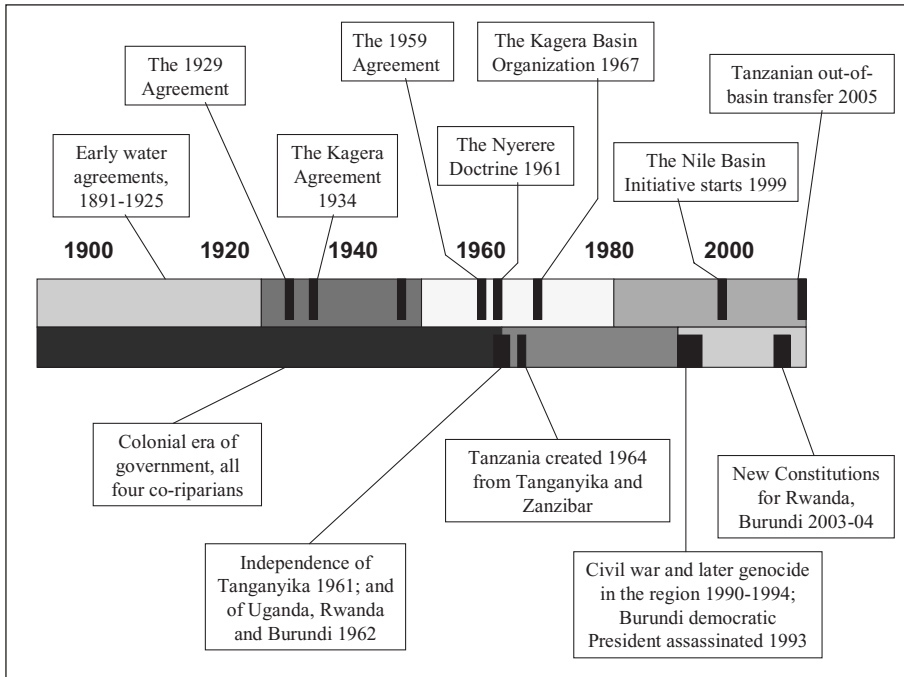 The 1929
Agreement
The 1959
Agreement
The Kagera Basin
Organization 1967
Tanzanian out-of-
basin transfer 2005
Early water
agreements,
1891-1925
The Kagera
Agreement
1934
The Nyerere
Doctrine 1961
The Nile Basin
Initiative starts 1999
1900 1920 1940 1960 1980 2000
Colonial era of
government, all
four co-riparians
Tanzania created 1964
from Tanganyika and
Zanzibar
New Constitutions
for Rwanda,
Burundi 2003-04
Independence of
Tanganyika 1961; and
of Uganda, Rwanda
and Burundi 1962
Civil war and later genocide
in the region 1990-1994;
Burundi democratic
President assassinated 1993